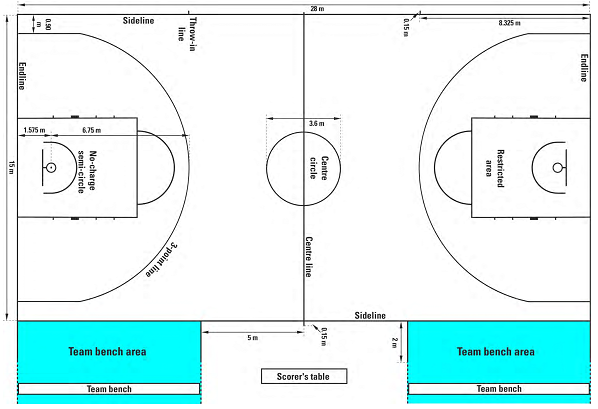 28 m
Sideline
0.90
m
Throw-in
line
0.15 m
8.325 m
Endline
Endline
1.575 m
6.75 m
3.6 m
15 m
No-charge
semi-circle
Centre
circle
Restricted
area
3-point line
Centre line
Sideline
5 m
0.15 m
2 m
Team bench area
Team bench area
Scorer's table
Team bench
Team bench